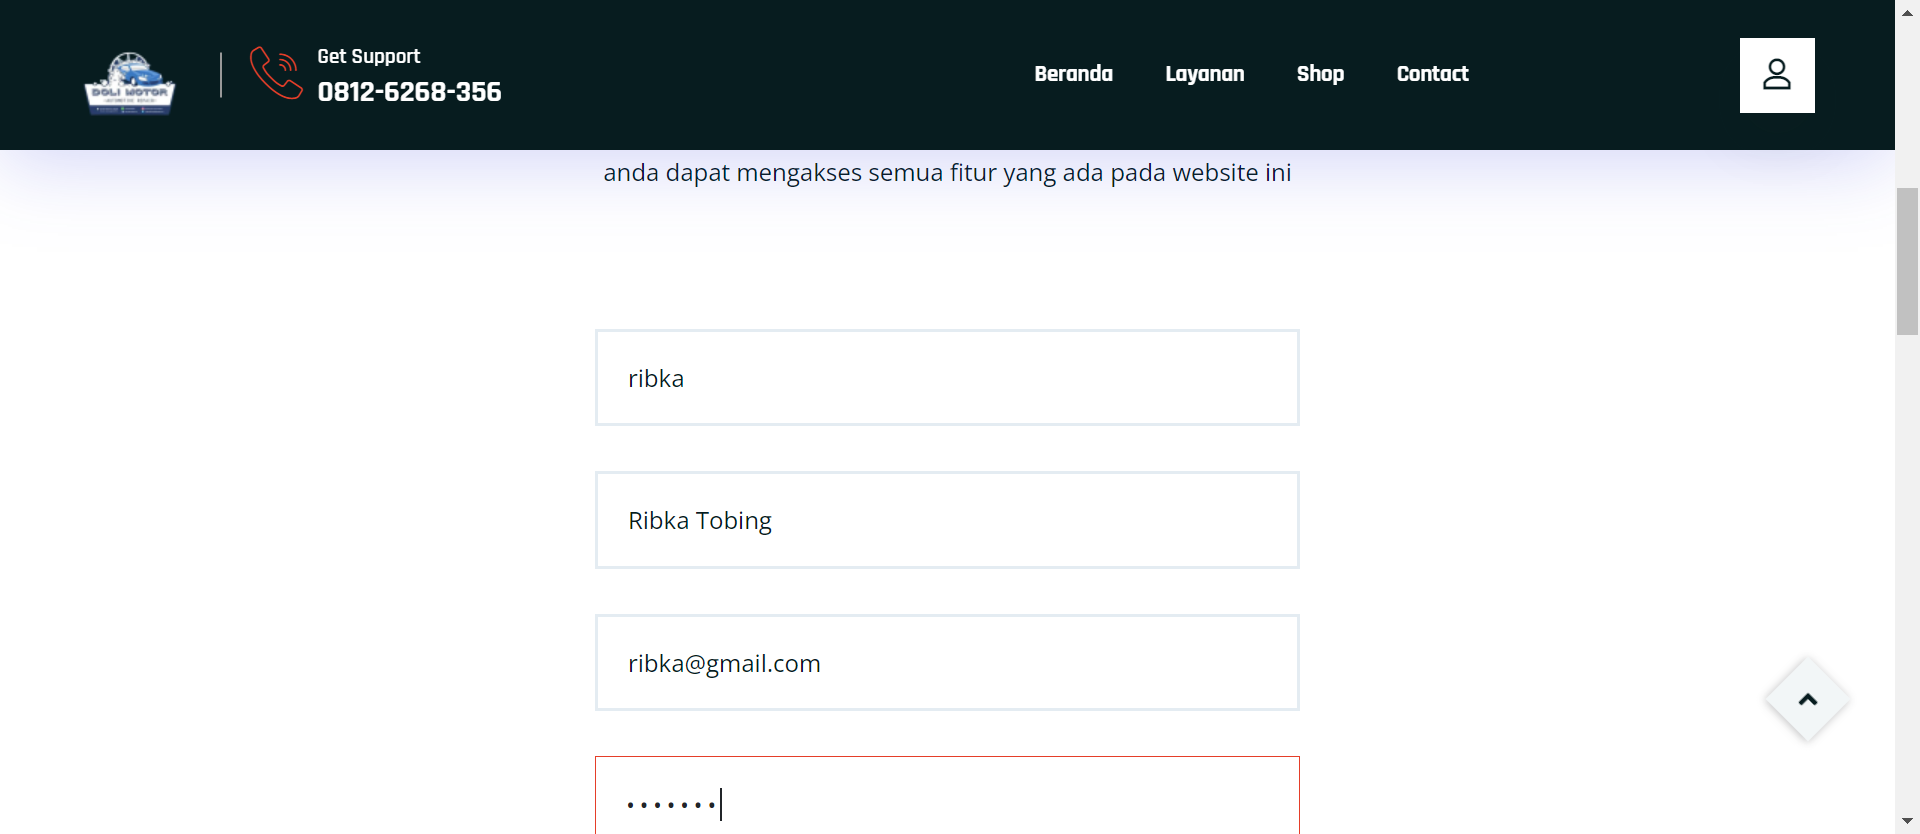 DOLI MOTOR
Get Support
0812-6268-356
Beranda
Layanan
Shop
Contact
anda dapat mengakses semua fitur yang ada pada website ini
ribka
Ribka Tobing
ribka@gmail.com
•••••••